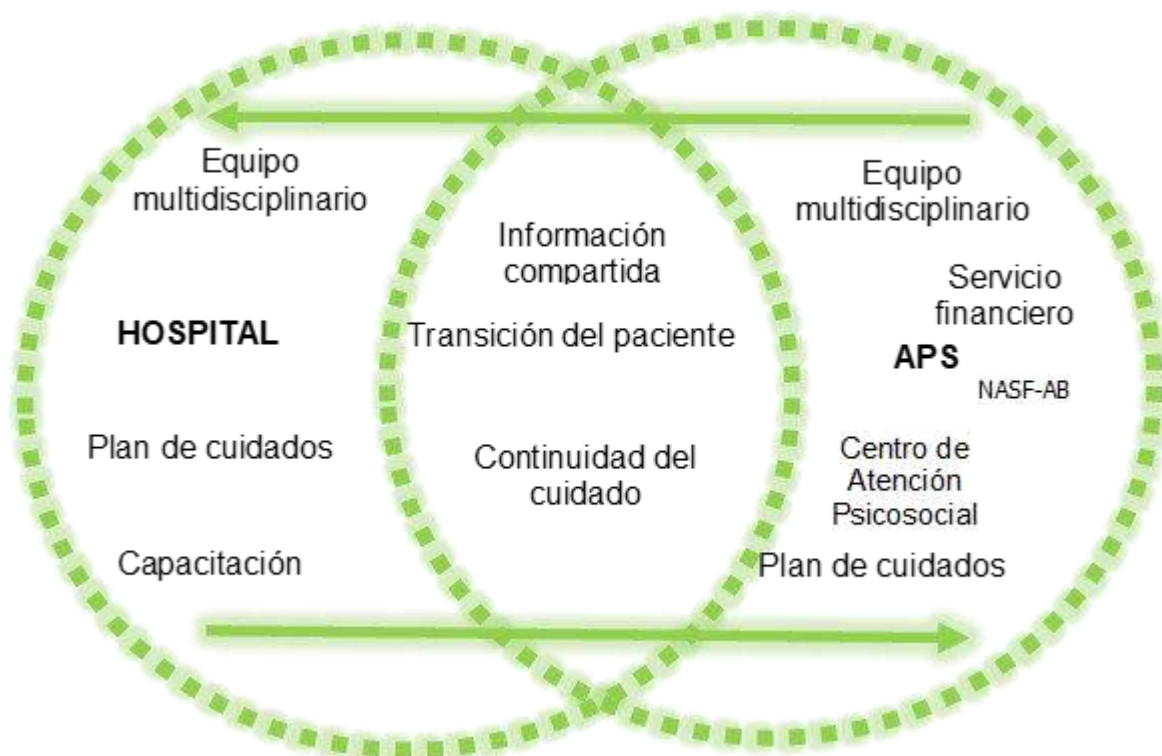 Equipo
multidisciplinario
HOSPITAL
Plan de cuidados
Capacitación
Información
compartida
Transición del paciente
Continuidad del
cuidado
Equipo
multidisciplinario
Servicio
financiero
APS
NASF-AB
Centro de
Atención
Psicosocial
Plan de cuidados